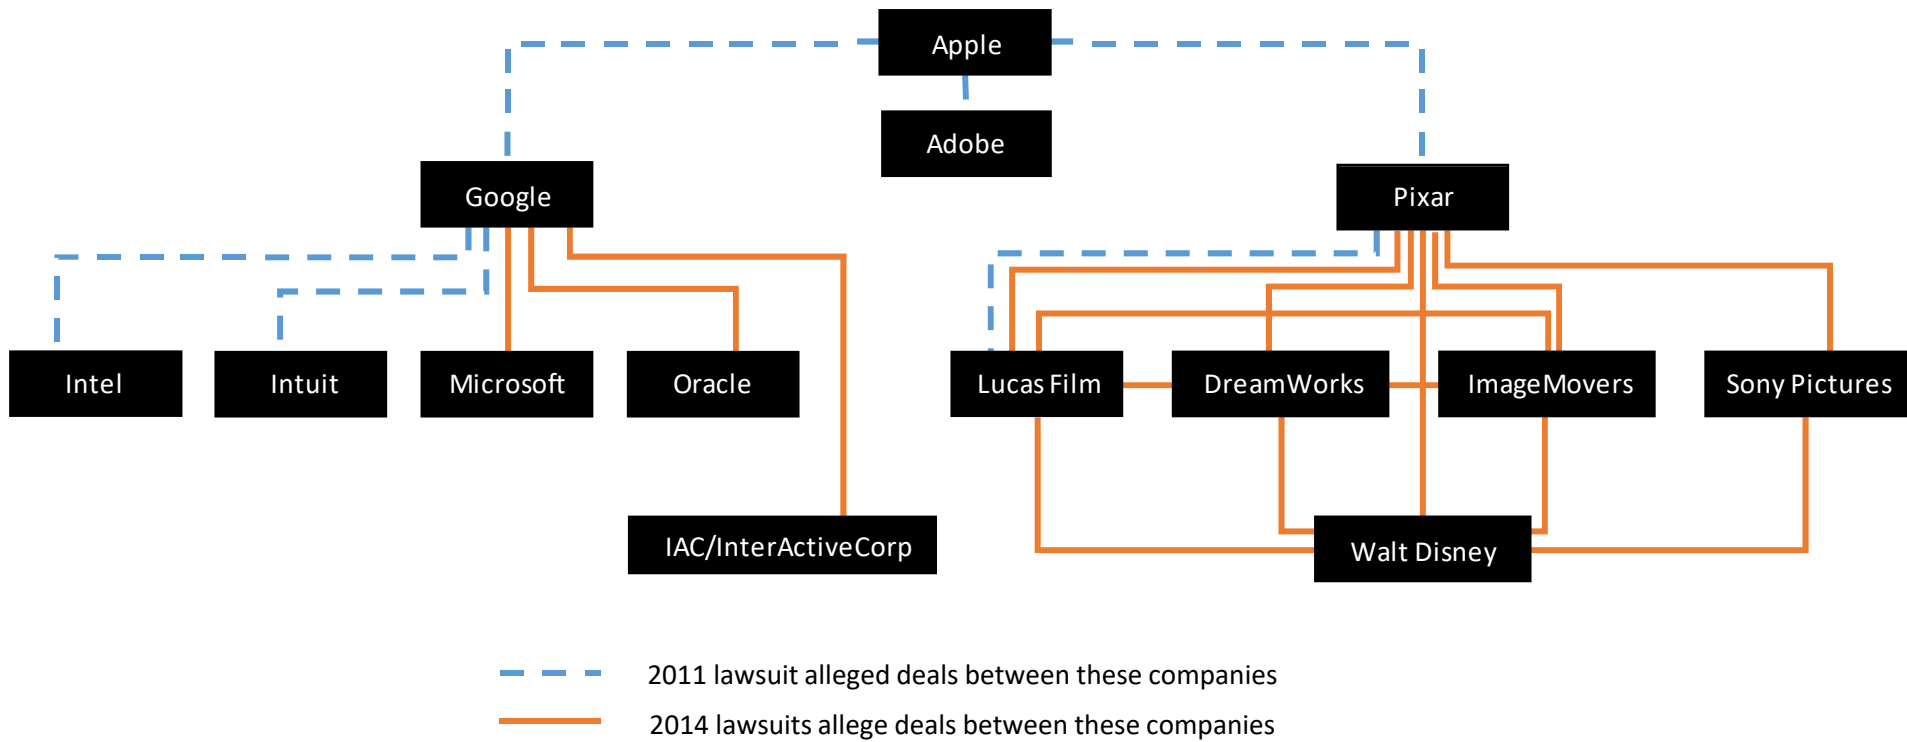 Apple
Adobe
Google
Pixar
Intel
Intuit
Microsoft
Oracle
Lucas Film
DreamWorks
ImageMovers
Sony Pictures
IAC/InterActiveCorp
Walt Disney
2011 lawsuit alleged deals between these companies
2014 lawsuits allege deals between these companies